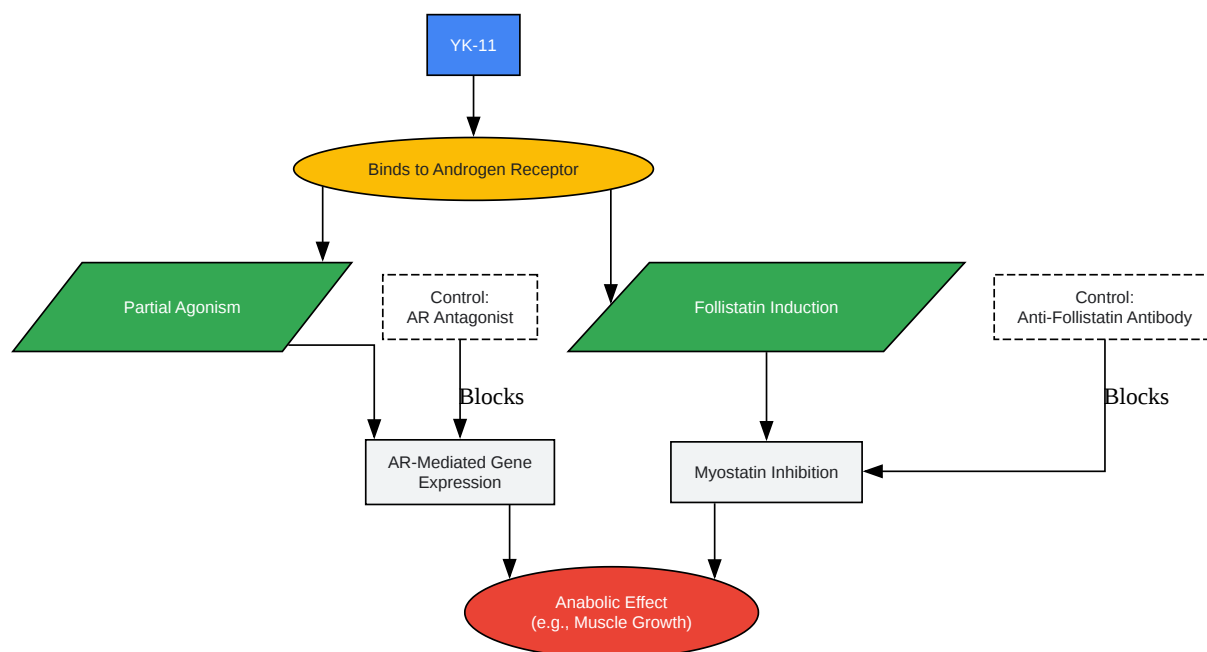 YK-11
Binds to Androgen Receptor
Partial Agonism
Control:
AR Antagonist
Follistatin Induction
Control:
Anti-Follistatin Antibody
Blocks
Blocks
AR-Mediated Gene
Expression
Myostatin Inhibition
Anabolic Effect
(e.g., Muscle Growth)